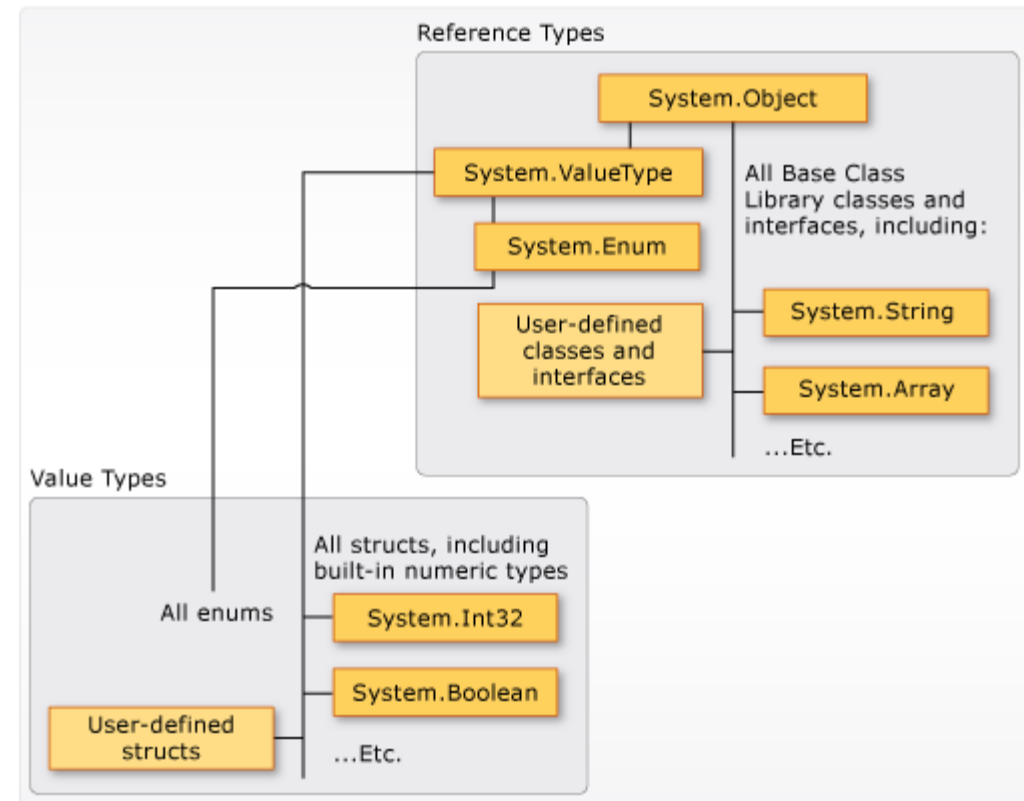 Reference Types
System.Object
System.ValueType
All Base Class
Library classes and
interfaces, including:
System.Enum
System.String
User-defined
classes and
interfaces
System.Array
...Etc.
Value Types
All structs, including
built-in numeric types
All enums
System.Int32
System.Boolean
User-defined
structs
...Etc.